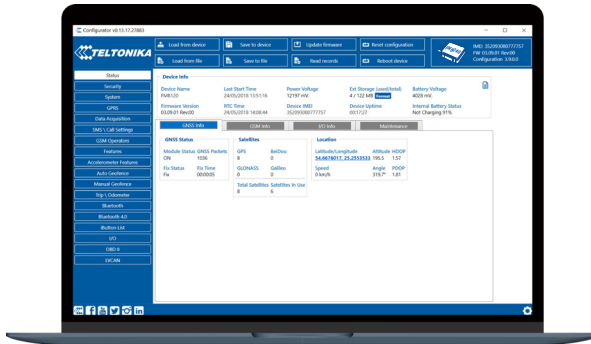 Configurator v0.13.17.27883
TELTONIKA
Load from device
Save to device
Update firmware
Reset configuration
Load from file
Save to file
Read records
Reboot device
IMEI 352093080777757
FW 03.09.01 Rev:00
Configuration 3.9.0.0
Status
Security
System
GPRS
Data Acquisition
SMS \ Call Settings
GSM Operators
Features
Accelerometer Features
Auto Geofence
Manual Geofence
Trip \ Odometer
Bluetooth
Bluetooth 4.0
iButton List
I/O
OBD II
LVCAN
Device Info
Device Name Last Start Time Power Voltage Ext Storage (used/total) Battery Voltage
FMB120 24/05/2018 13:51:16 12197 mV. 4 / 122 MB Format 4028 mV.
Firmware Version RTC Time Device IMEI Device Uptime Internal Battery Status
03.09.01 Rev:00 24/05/2018 14:08:44 352093080777757 00:17:27 Not Charging 91%
GNSS Info GSM Info I/O Info Maintenance
GNSS Status
Module Status GNSS Packets
ON 1036
Fix Status Fix Time
Fix 00:00:05
Satellites
GPS BeiDou
8 0
GLONASS Galileo
0 0
Total Satellites Satellites in Use
8 6
Location
Latitude/Longitude Altitude HDOP
54.6676017, 25.2553533 195.5 1.57
Speed Angle PDOP
0 km/h 319.7° 1.81